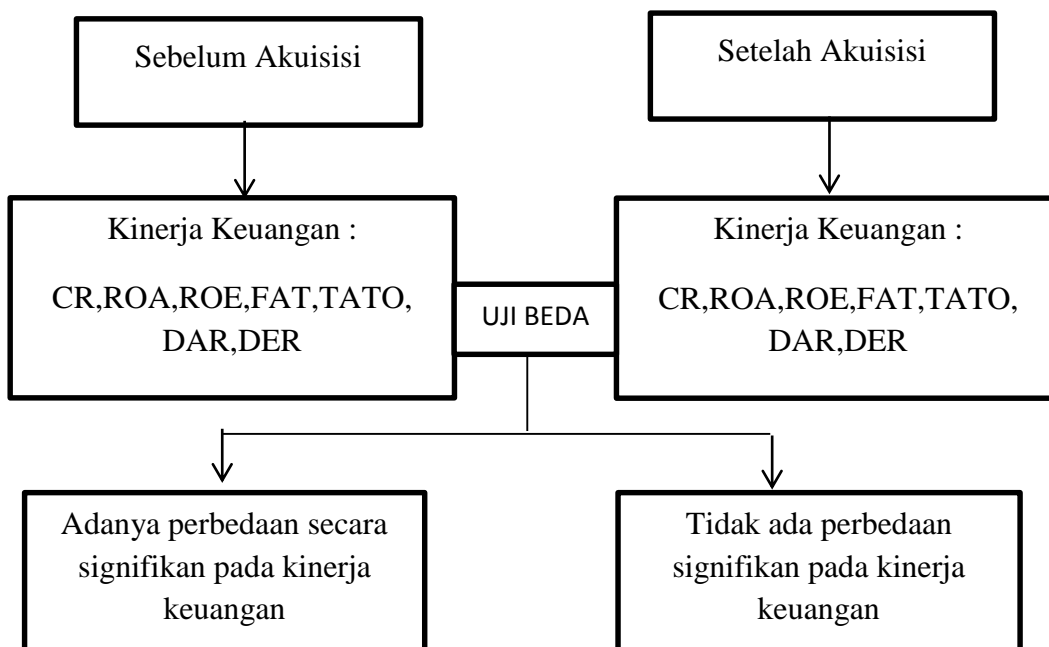 Sebelum Akuisisi
Setelah Akuisisi
Kinerja Keuangan :
CR,ROA,ROE,FAT,TATO,
DAR,DER
UJI BEDA
Kinerja Keuangan :
CR,ROA,ROE,FAT,TATO,
DAR,DER
Adanya perbedaan secara
signifikan pada kinerja
keuangan
Tidak ada perbedaan
signifikan pada kinerja
keuangan